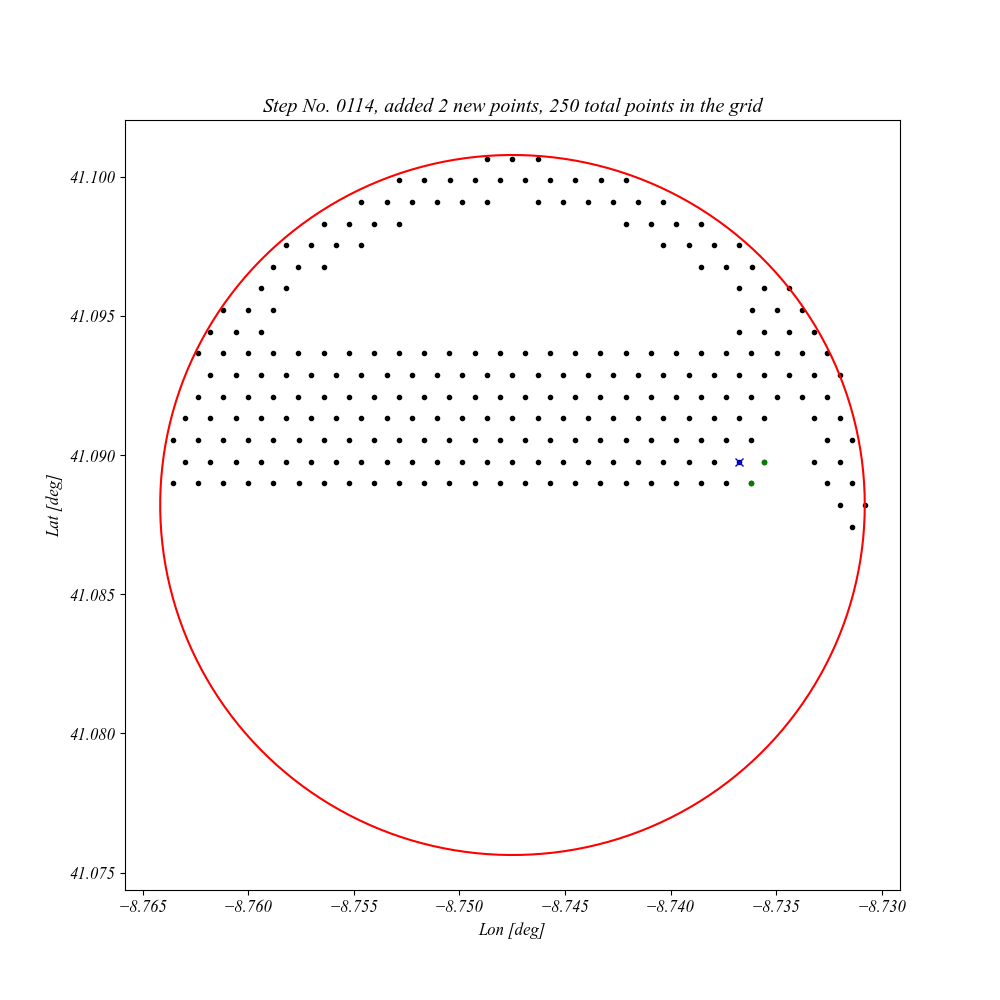 Step No. 0114, added 2 new points, 250 total points in the grid
41.100
41.095
41.090
41.085
41.080
41.075
Lat [deg]
−8.765 −8.760 −8.755 −8.750 −8.745 −8.740 −8.735 −8.730
Lon [deg]